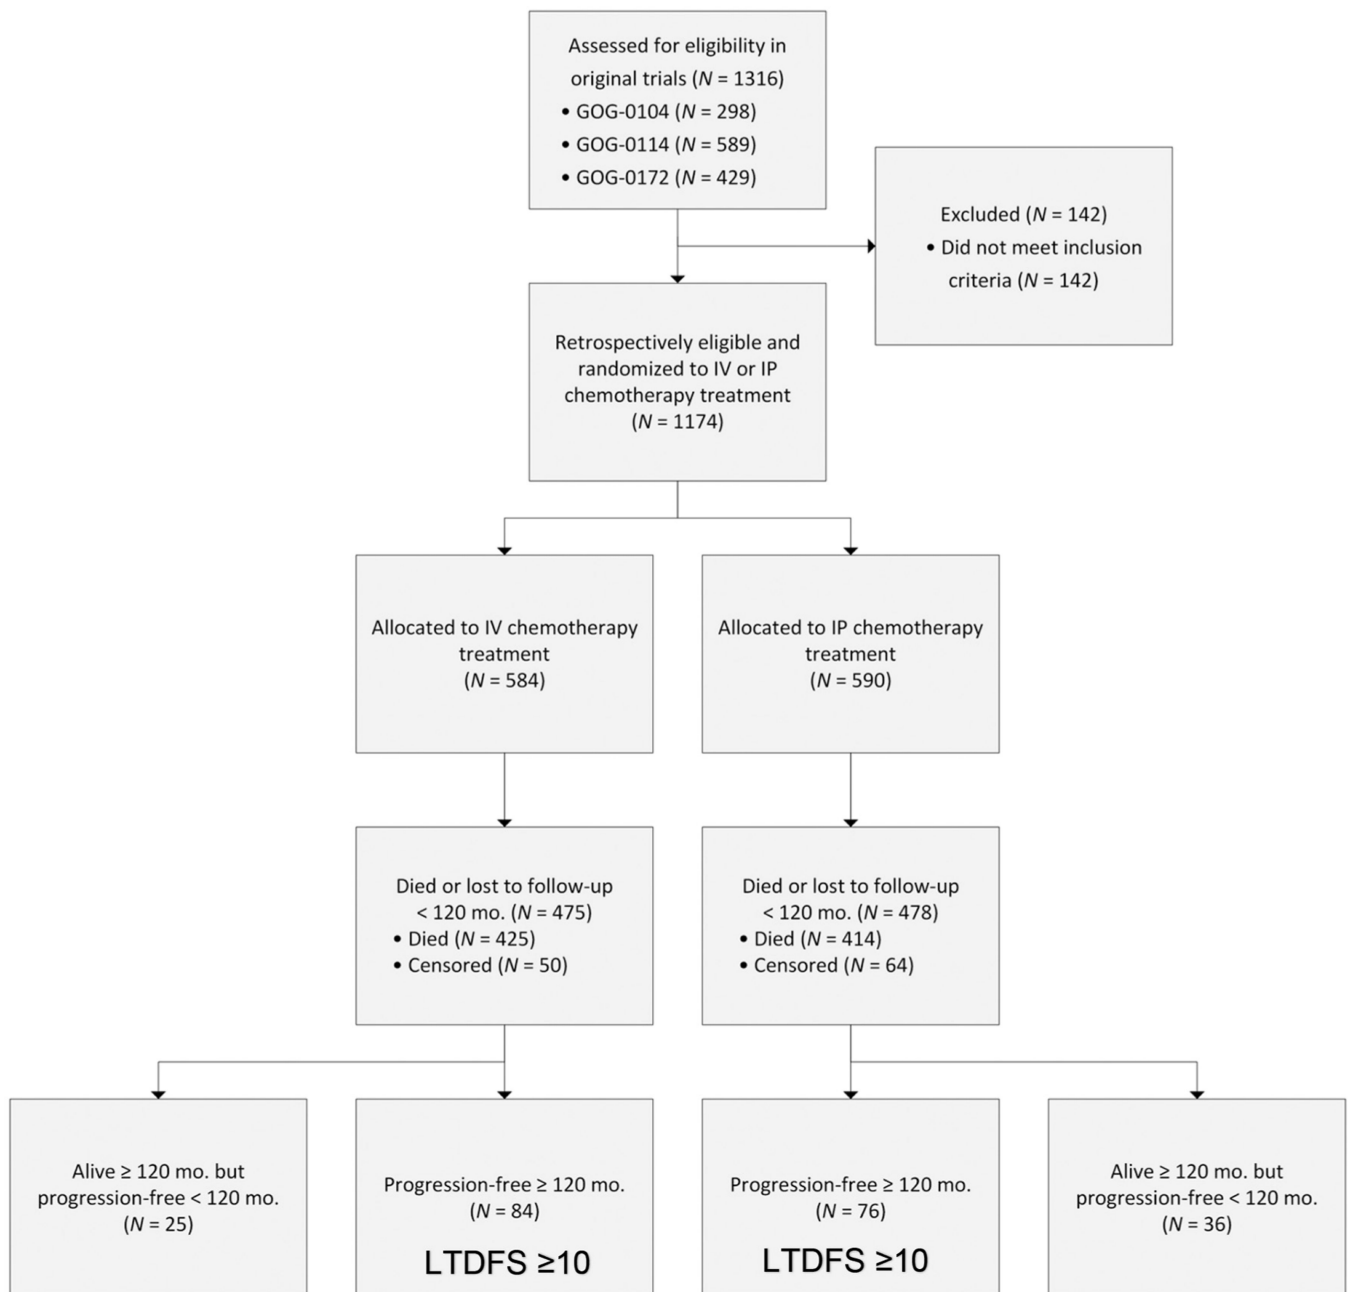 Assessed for eligibility in
original trials (N = 1316)
• GOG-0104 (N = 298)
• GOG-0114 (N = 589)
• GOG-0172 (N = 429)
Excluded (N = 142)
• Did not meet inclusion
criteria (N = 142)
Retrospectively eligible and
randomized to IV or IP
chemotherapy treatment
(N = 1174)
Allocated to IV chemotherapy
treatment
(N = 584)
Allocated to IP chemotherapy
treatment
(N = 590)
Died or lost to follow-up
< 120 mo. (N = 475)
• Died (N = 425)
• Censored (N = 50)
Died or lost to follow-up
< 120 mo. (N = 478)
• Died (N = 414)
• Censored (N = 64)
Alive ≥ 120 mo. but
progression-free < 120 mo.
(N = 25)
Progression-free ≥ 120 mo.
(N = 84)
LTDFS ≥10
Progression-free ≥ 120 mo.
(N = 76)
LTDFS ≥10
Alive ≥ 120 mo. but
progression-free < 120 mo.
(N = 36)